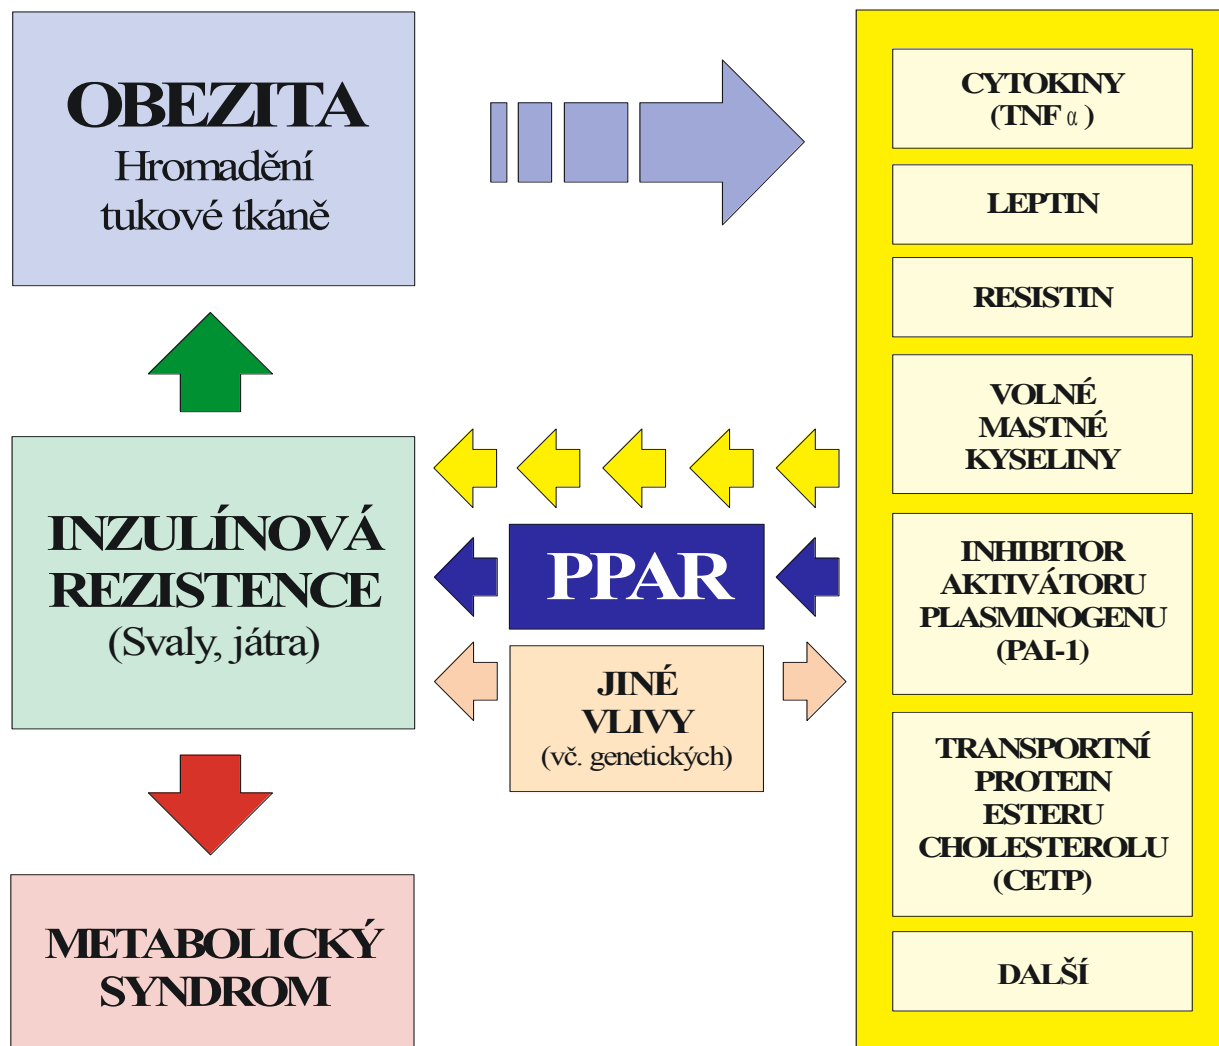 OBEZITA
Hromadění
tukové tkáně
INZULÍNOVÁ
REZISTENCE
(Svaly, játra)
METABOLICKÝ
SYNDROM
PPAR
JINÉ
VLIVY
(vč. genetických)
CYTOKINY
(TNF α )
LEPTIN
RESISTIN
VOLNÉ
MASTNÉ
KYSELINY
INHIBITOR
AKTIVÁTORU
PLASMINOGENU
(PAI-1)
TRANSPORTNÍ
PROTEIN
ESTERU
CHOLESTEROLU
(CETP)
DALŠÍ